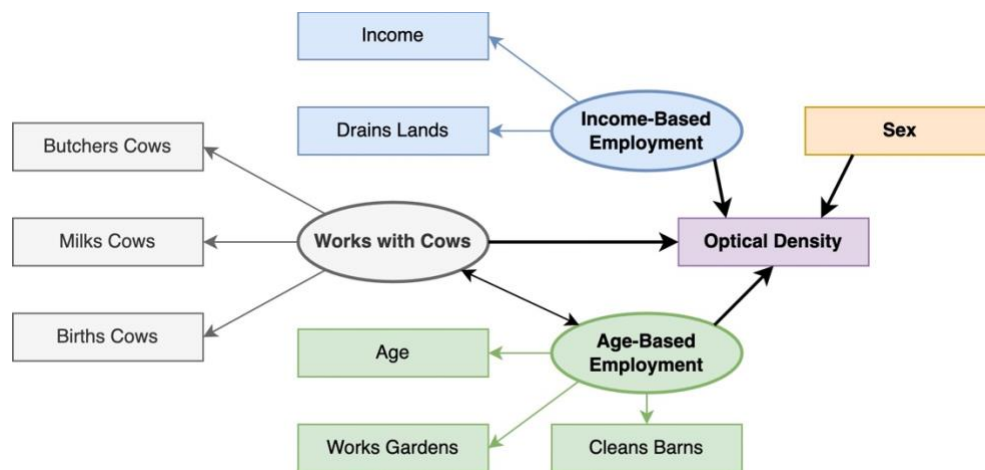 Income
Drains Lands
Income-Based
Employment
Sex
Butchers Cows
Milks Cows
Works with Cows
Optical Density
Births Cows
Age
Age-Based
Employment
Works Gardens
Cleans Barns